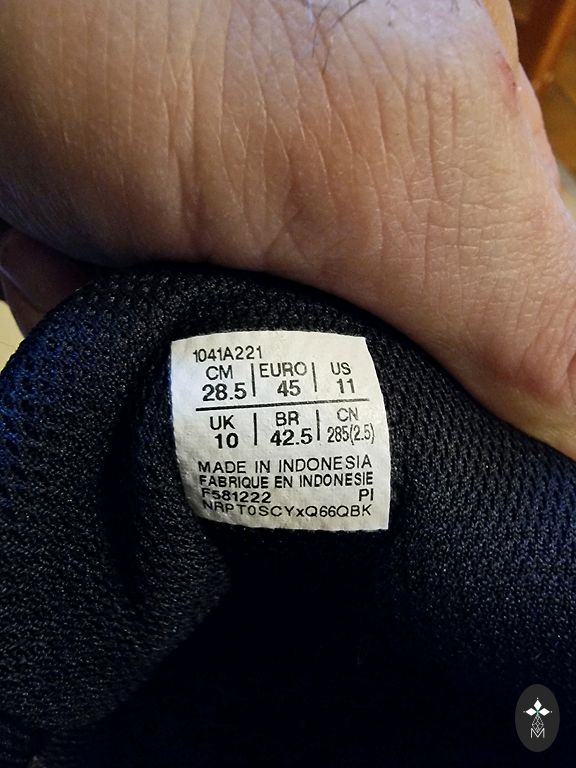 1041A221
CM | EURO | US
28.5 | 45 | 11
UK | BR | CN
10 | 42.5 | 285(2.5)
MADE IN INDONESIA
FABRIQUE EN INDONESIE
F581222 PI
NRPT0SCYxQ66QBK
M